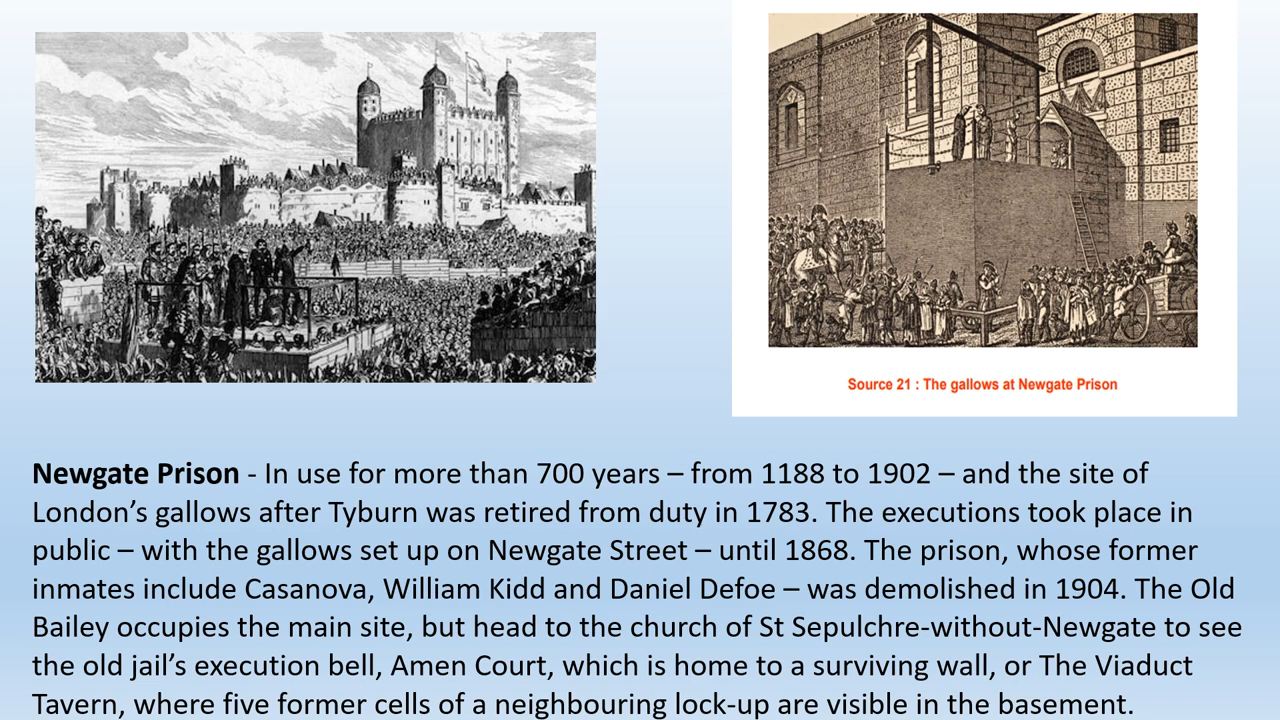 Source 21 : The gallows at Newgate Prison
Newgate Prison - In use for more than 700 years – from 1188 to 1902 – and the site of
London’s gallows after Tyburn was retired from duty in 1783. The executions took place in
public – with the gallows set up on Newgate Street – until 1868. The prison, whose former
inmates include Casanova, William Kidd and Daniel Defoe – was demolished in 1904. The Old
Bailey occupies the main site, but head to the church of St Sepulchre-without-Newgate to see
the old jail’s execution bell, Amen Court, which is home to a surviving wall, or The Viaduct
Tavern, where five former cells of a neighbouring lock-up are visible in the basement.